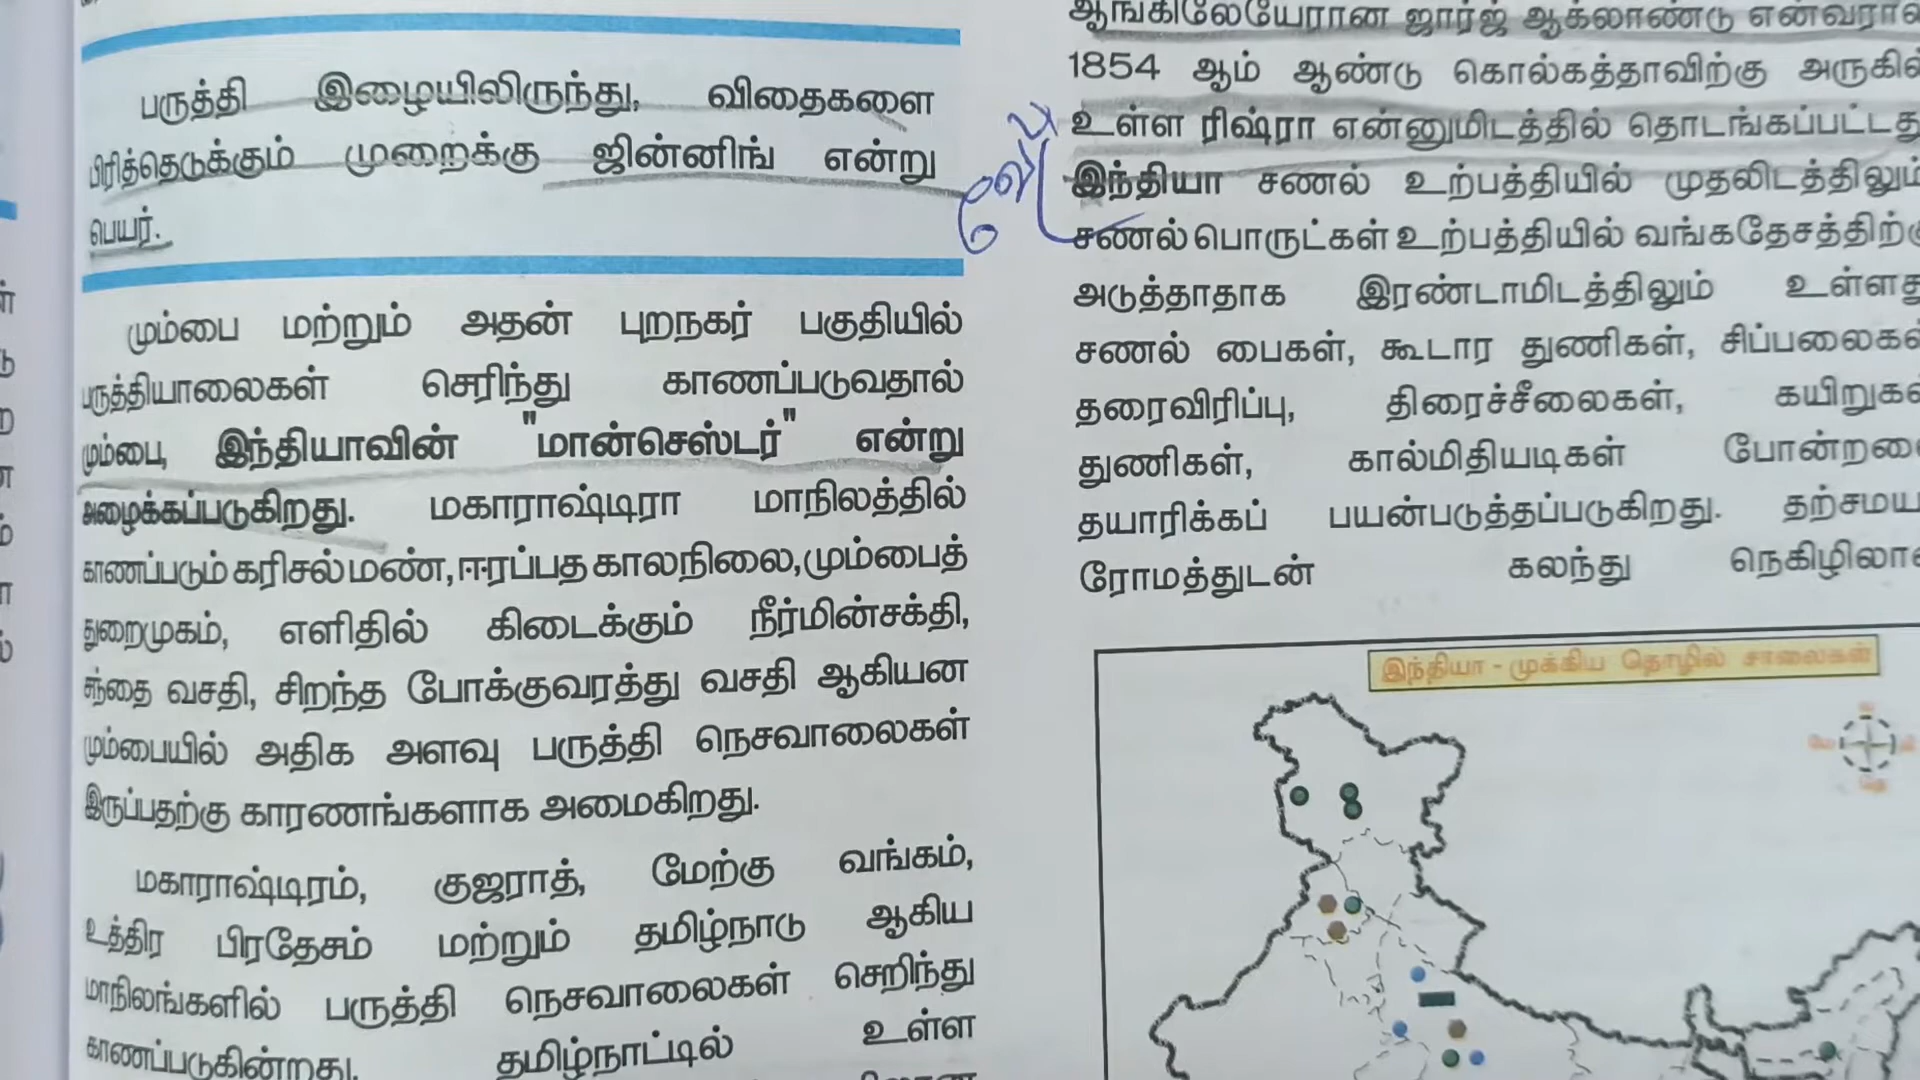 பருத்தி இழையிலிருந்து, விதைகளை
பிரித்தெடுக்கும் முறைக்கு ஜின்னிங் என்று
பெயர்.
மும்பை மற்றும் அதன் புறநகர் பகுதியில்
பருத்தியாலைகள் செரிந்து காணப்படுவதால்
மும்பை, இந்தியாவின் "மான்செஸ்டர்" என்று
அழைக்கப்படுகிறது. மகாராஷ்டிரா மாநிலத்தில்
காணப்படும் கரிசல் மண், ஈரப்பத காலநிலை, மும்பைத்
துறைமுகம், எளிதில் கிடைக்கும் நீர்மின்சக்தி,
சந்தை வசதி, சிறந்த போக்குவரத்து வசதி ஆகியன
மும்பையில் அதிக அளவு பருத்தி நெசவாலைகள்
இருப்பதற்கு காரணங்களாக அமைகிறது.
மகாராஷ்டிரம், குஜராத், மேற்கு வங்கம்,
உத்திர பிரதேசம் மற்றும் தமிழ்நாடு ஆகிய
மாநிலங்களில் பருத்தி நெசவாலைகள் செறிந்து
காணப்படுகின்றது. தமிழ்நாட்டில் உள்ள
ஆங்கிலேயேரான ஜார்ஜ் ஆக்லாண்டு என்வரால்
1854 ஆம் ஆண்டு கொல்கத்தாவிற்கு அருகில்
உள்ள ரிஷ்ரா என்னுமிடத்தில் தொடங்கப்பட்டது
இந்தியா சணல் உற்பத்தியில் முதலிடத்திலும்
சணல் பொருட்கள் உற்பத்தியில் வங்கதேசத்திற்கு
அடுத்தாதாக இரண்டாமிடத்திலும் உள்ளது
சணல் பைகள், கூடார துணிகள், சிப்பலைகள்
தரைவிரிப்பு, திரைச்சீலைகள், கயிறுகள்
துணிகள், கால்மிதியடிகள் போன்றவை
தயாரிக்கப் பயன்படுத்தப்படுகிறது. தற்சமய
ரோமத்துடன் கலந்து நெகிழிலான
இந்தியா - முக்கிய தொழில் சாலைகள்